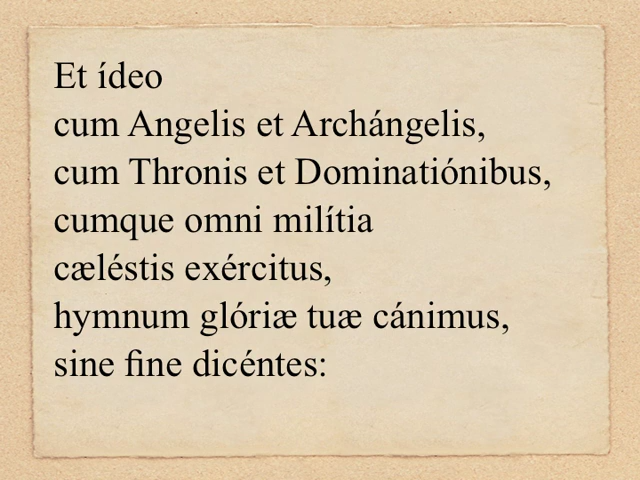 Et ídeo
cum Angelis et Archángelis,
cum Thronis et Dominatiónibus,
cumque omni milítia
cæléstis exércitus,
hymnum glóriæ tuæ cánimus,
sine fine dicéntes: